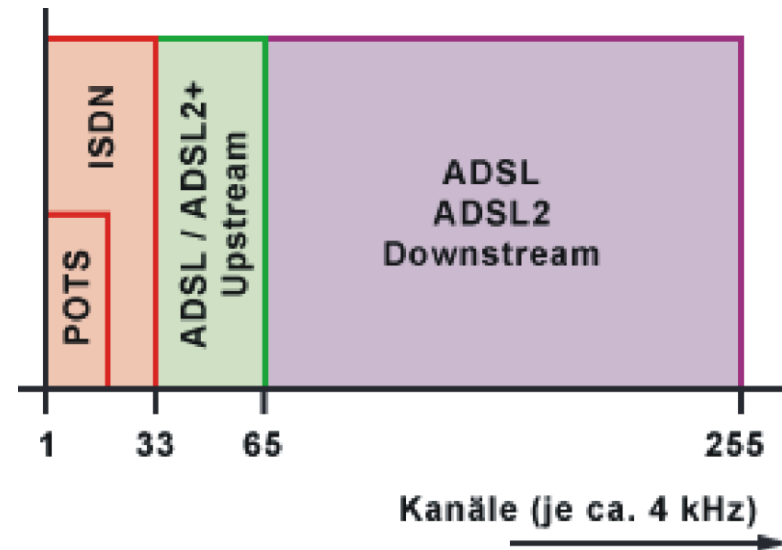 ISDN
POTS
ADSL / ADSL2+
Upstream
ADSL
ADSL2
Downstream
1 33 65 255
Kanäle (je ca. 4 kHz)